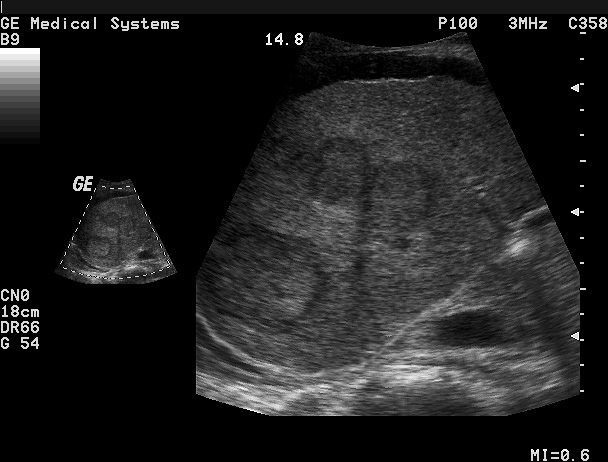 GE Medical Systems P100 3MHz C358
B9
14.8
GE
CN0
18cm
DR66
G 54
MI=0.6